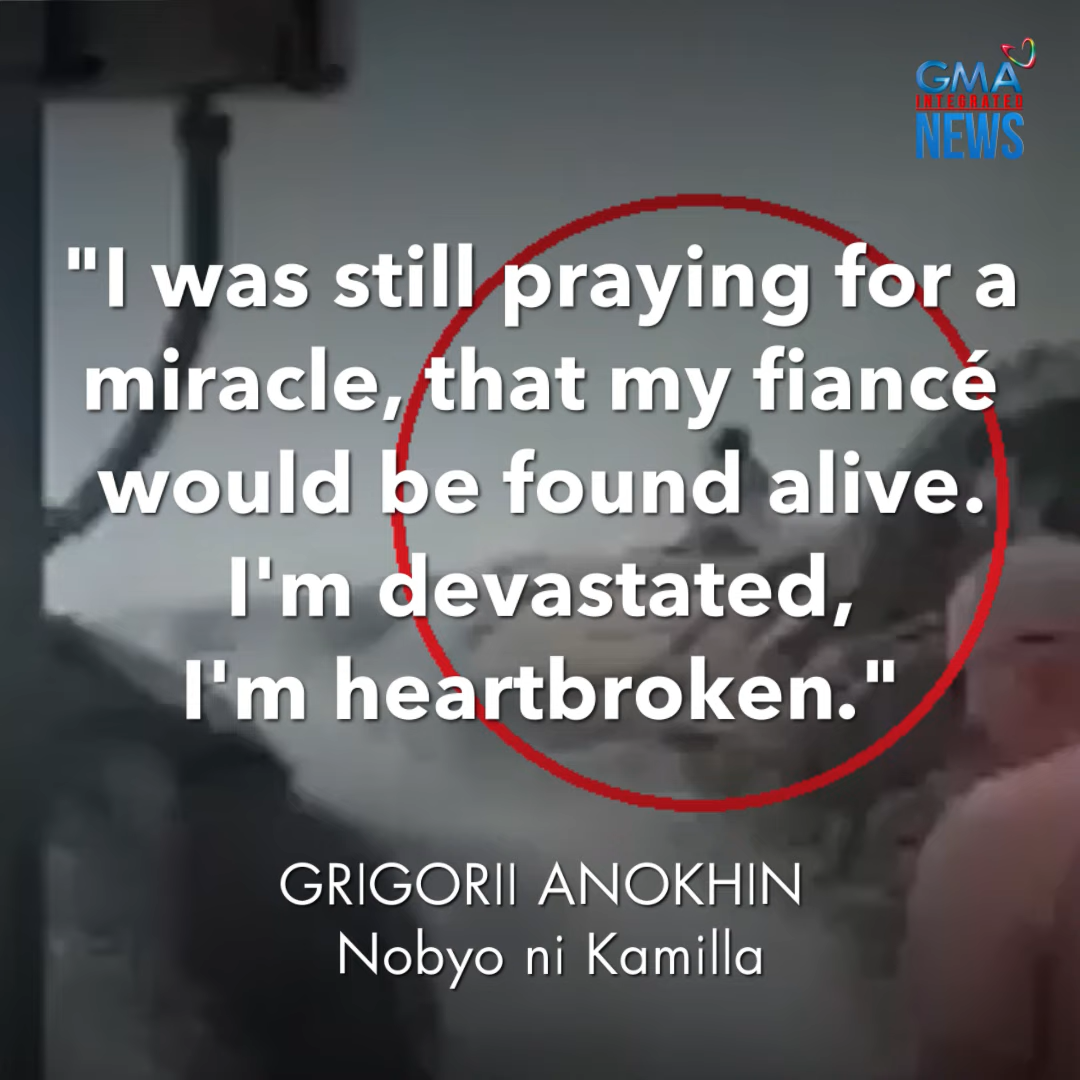 GMA
INTEGRATED
NEWS
"I was still praying for a
miracle, that my fiancé
would be found alive.
I'm devastated,
I'm heartbroken."
GRIGORII ANOKHIN
Nobyo ni Kamilla